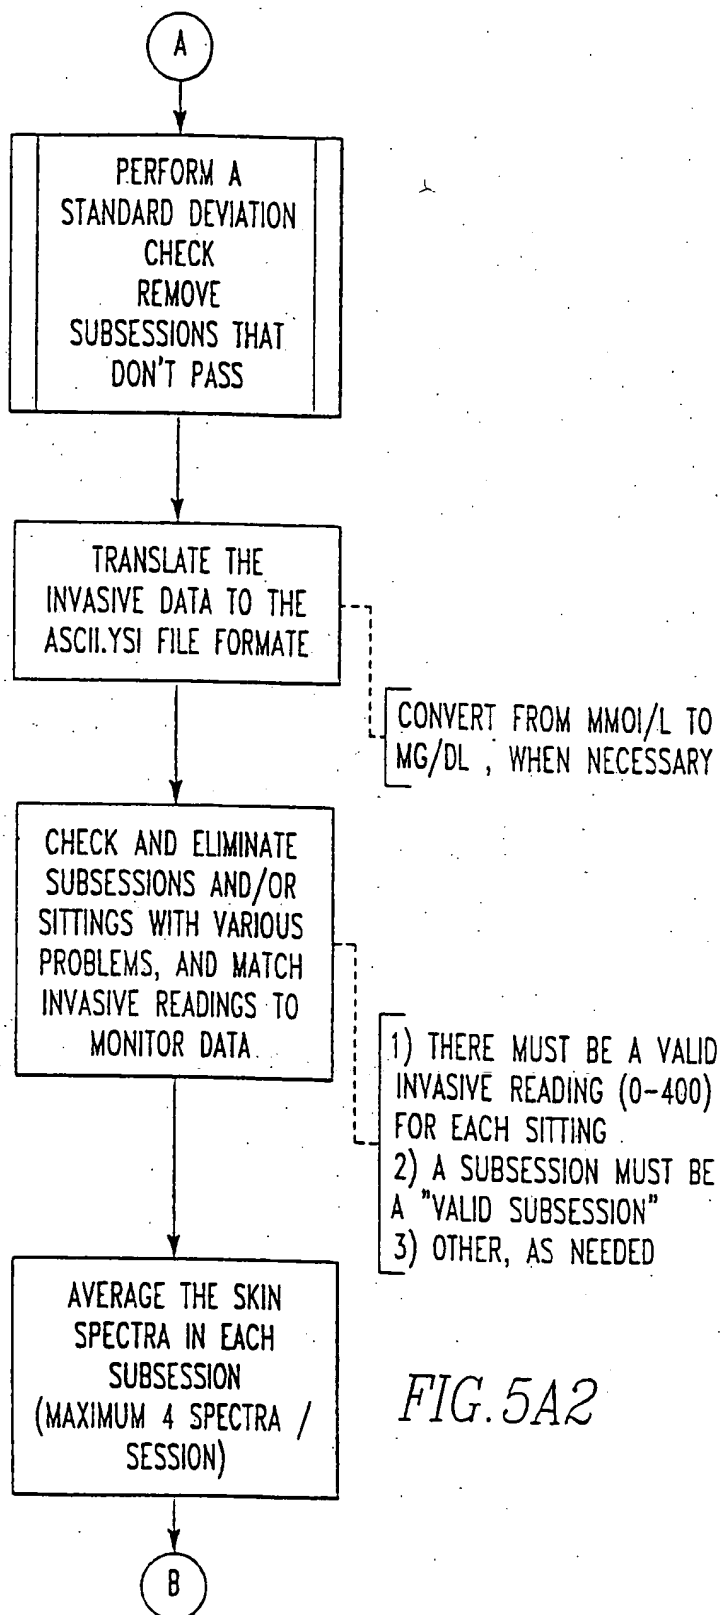 A
PERFORM A
STANDARD DEVIATION
CHECK
REMOVE
SUBSESSIONS THAT
DON'T PASS
TRANSLATE THE
INVASIVE DATA TO THE
ASCII.YSI FILE FORMATE
CONVERT FROM MMOl/L TO
MG/DL , WHEN NECESSARY
CHECK AND ELIMINATE
SUBSESSIONS AND/OR
SITTINGS WITH VARIOUS
PROBLEMS, AND MATCH
INVASIVE READINGS TO
MONITOR DATA
1) THERE MUST BE A VALID
INVASIVE READING (0-400)
FOR EACH SITTING
2) A SUBSESSION MUST BE
A "VALID SUBSESSION"
3) OTHER, AS NEEDED
AVERAGE THE SKIN
SPECTRA IN EACH
SUBSESSION
(MAXIMUM 4 SPECTRA /
SESSION)
FIG.5A2
B